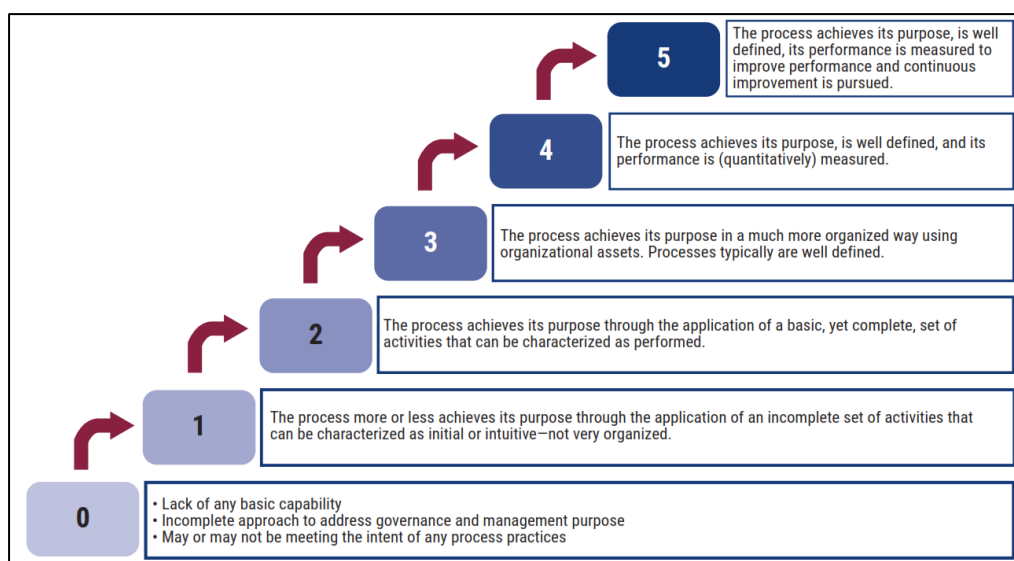 5
The process achieves its purpose, is well
defined, its performance is measured to
improve performance and continuous
improvement is pursued.
4
The process achieves its purpose, is well defined, and its
performance is (quantitatively) measured.
3
The process achieves its purpose in a much more organized way using
organizational assets. Processes typically are well defined.
2
The process achieves its purpose through the application of a basic, yet complete, set of
activities that can be characterized as performed.
1
The process more or less achieves its purpose through the application of an incomplete set of activities that
can be characterized as initial or intuitive—not very organized.
0
• Lack of any basic capability
• Incomplete approach to address governance and management purpose
• May or may not be meeting the intent of any process practices